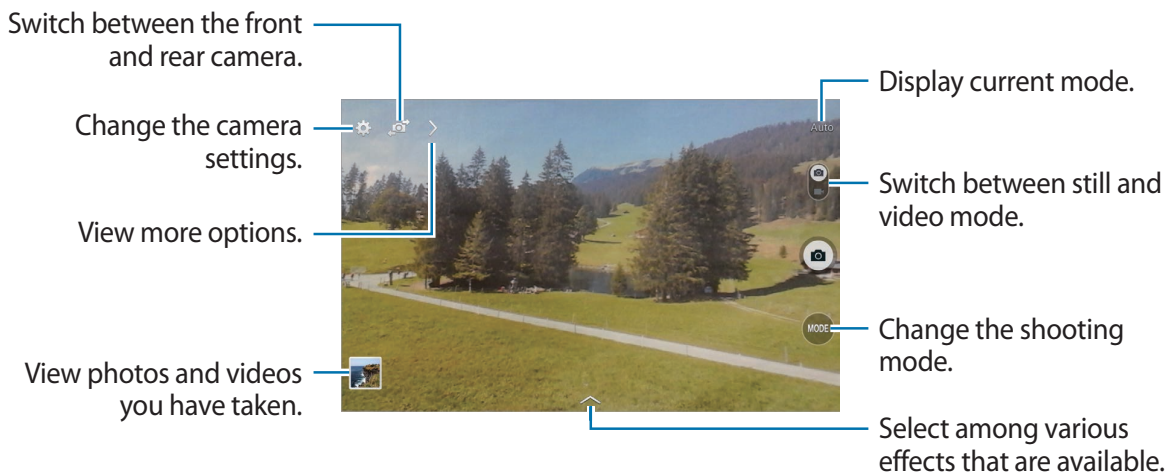 Switch between the front
and rear camera.
Change the camera
settings.
View more options.
View photos and videos
you have taken.
Auto
MODE
Display current mode.
Switch between still and
video mode.
Change the shooting
mode.
Select among various
effects that are available.